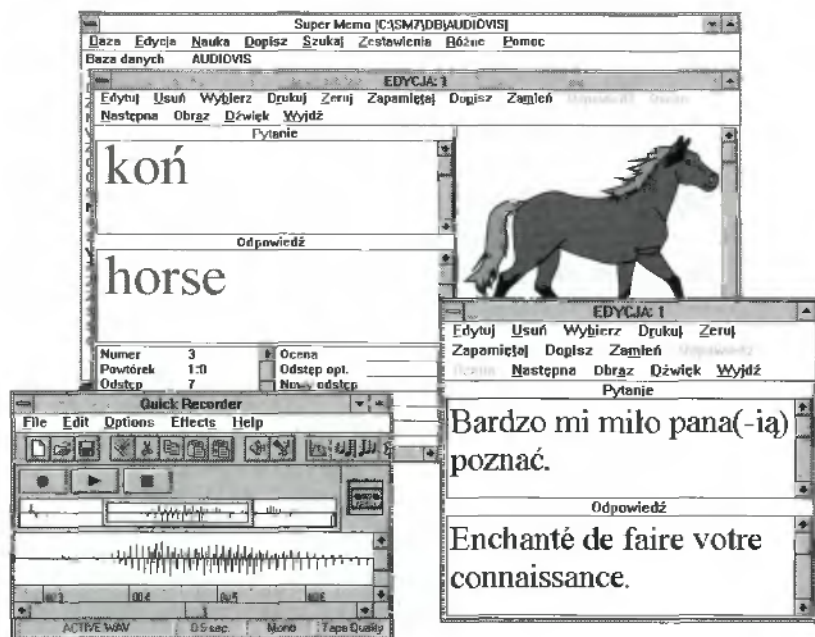 Super Memo [C:\SM7\DB\AUDIOVIS]
Baza Edycja Nauka Dopisz Szukaj Zestawienia Różne Pomoc
Baza danych AUDIOVIS
EDYCJA: 1
Edytuj Usuń Wybierz Drukuj Zeruj Zapamiętaj Dopisz Zamień
Następna Obraz Dźwięk Wyjdź
Pytanie
koń
Odpowiedź
horse
Numer 3
Powtórek 1:0
Odstęp 7
Ocena
Odstęp opt.
Nowy odstęp
Quick Recorder
File Edit Options Effects Help
ACTIVE.WAV 0.5 sec. Mono Tape Quality
EDYCJA: 1
Edytuj Usuń Wybierz Drukuj Zeruj
Zapamiętaj Dopisz Zamień
Następna Obraz Dźwięk Wyjdź
Pytanie
Bardzo mi miło pana(-ią)
poznać.
Odpowiedź
Enchanté de faire votre
connaissance.